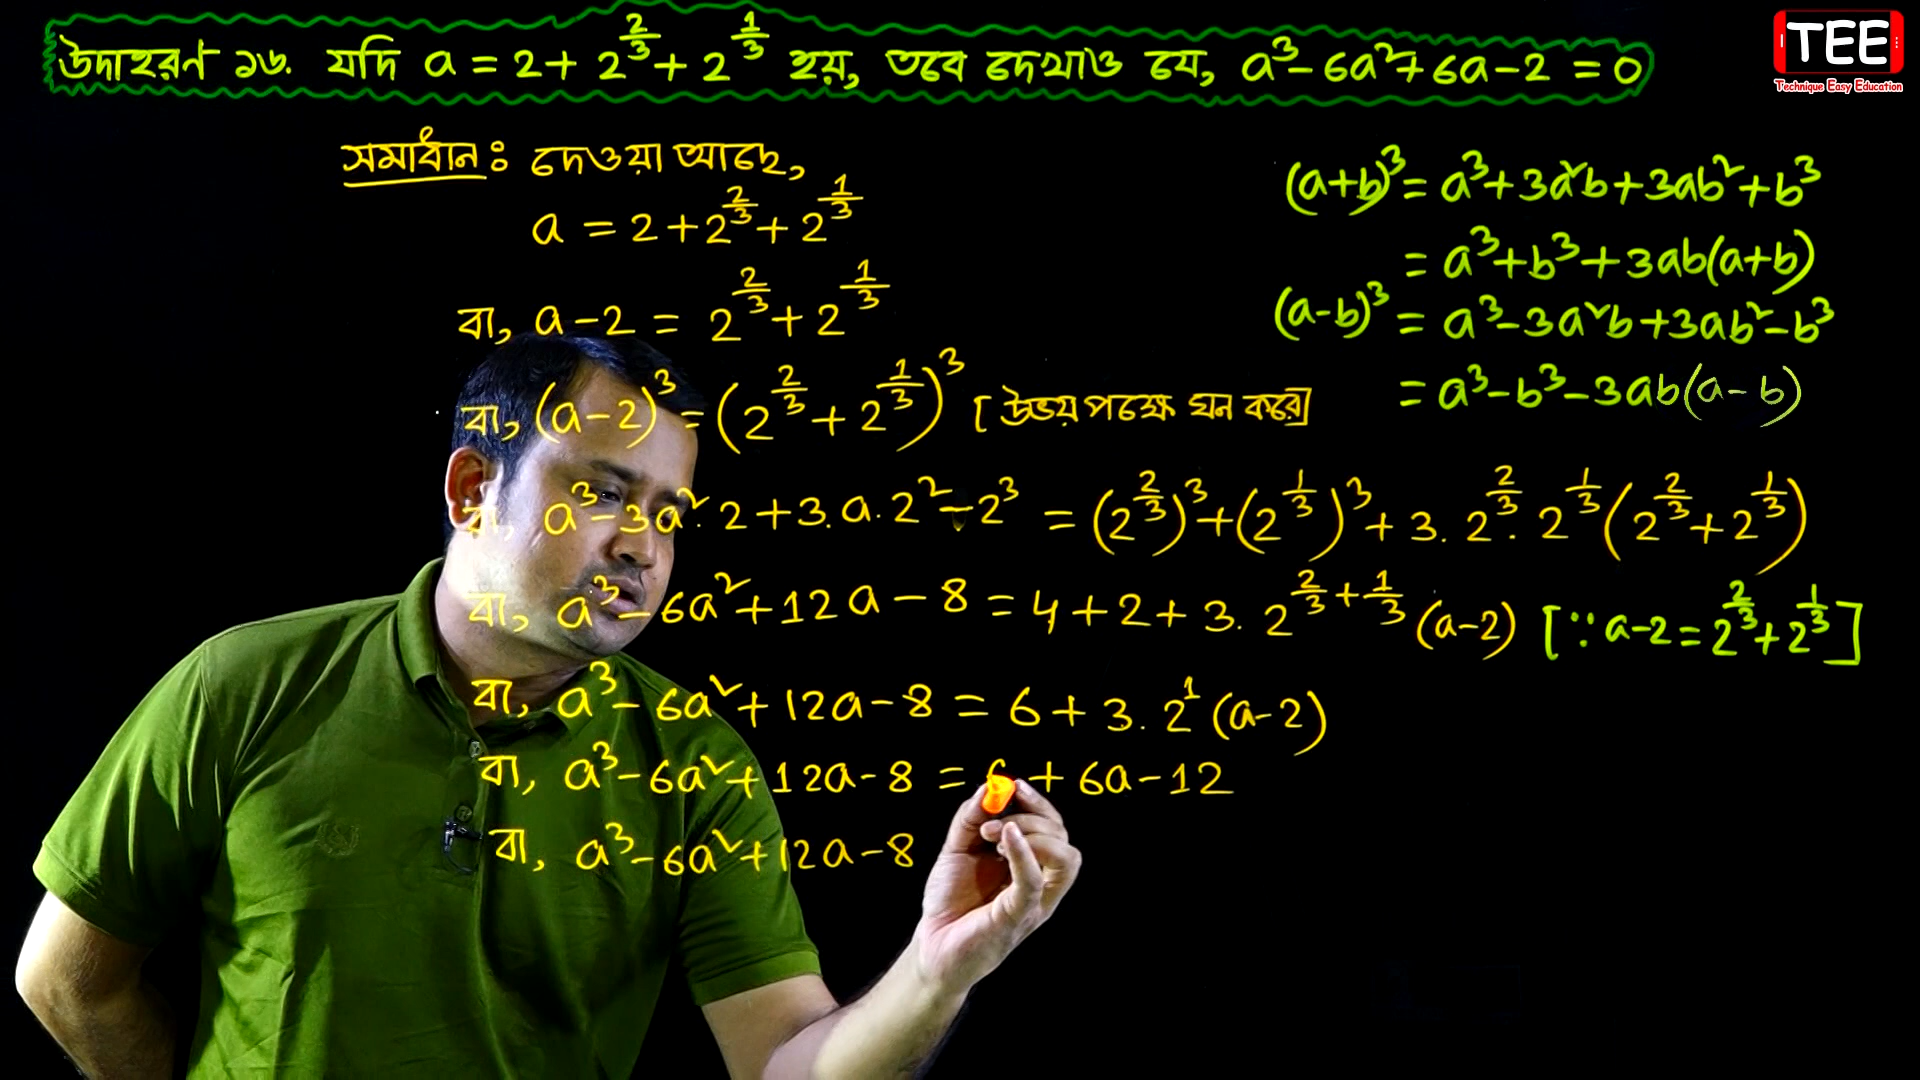 উদাহরণ ১৬. যদি a = 2 + 2^{2/3} + 2^{1/3} হয়, তবে দেখাও যে, a³ - 6a² + 6a - 2 = 0
TEE
Technique Easy Education
সমাধান : দেওয়া আছে,
a = 2 + 2^{2/3} + 2^{1/3}
বা, a - 2 = 2^{2/3} + 2^{1/3}
বা, (a - 2)³ = (2^{2/3} + 2^{1/3})³ [উভয় পক্ষে ঘন করে]
বা, a³ - 3a².2 + 3.a.2² - 2³ = (2^{2/3})³ + (2^{1/3})³ + 3.2^{2/3}.2^{1/3}(2^{2/3} + 2^{1/3})
বা, a³ - 6a² + 12a - 8 = 4 + 2 + 3.2^{2/3 + 1/3}(a-2) [∵ a-2 = 2^{2/3} + 2^{1/3}]
বা, a³ - 6a² + 12a - 8 = 6 + 3.2¹(a-2)
বা, a³ - 6a² + 12a - 8 = 6 + 6a - 12
বা, a³ - 6a² + 12a - 8
(a+b)³ = a³ + 3a²b + 3ab² + b³
= a³ + b³ + 3ab(a+b)
(a-b)³ = a³ - 3a²b + 3ab² - b³
= a³ - b³ - 3ab(a-b)